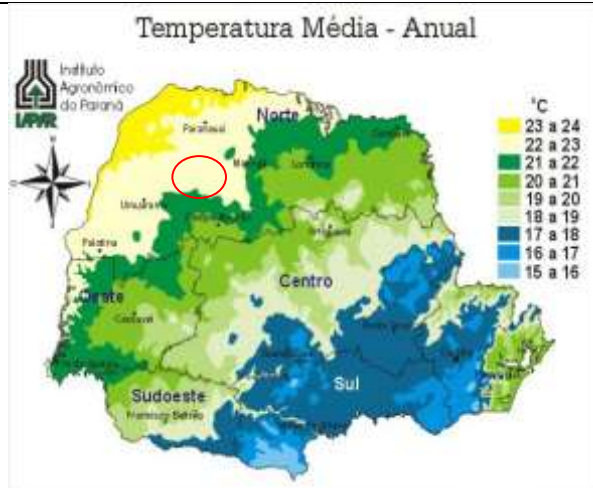 Temperatura Média - Anual
Instituto
Agronômico
do Paraná
IAPAR
Norte
Paranavaí
Londrina
Umuarama
Palotina
Oeste
Cascavel
Centro
Sudoeste
Francisco Beltrão
Sul
°C
23 a 24
22 a 23
21 a 22
20 a 21
19 a 20
18 a 19
17 a 18
16 a 17
15 a 16